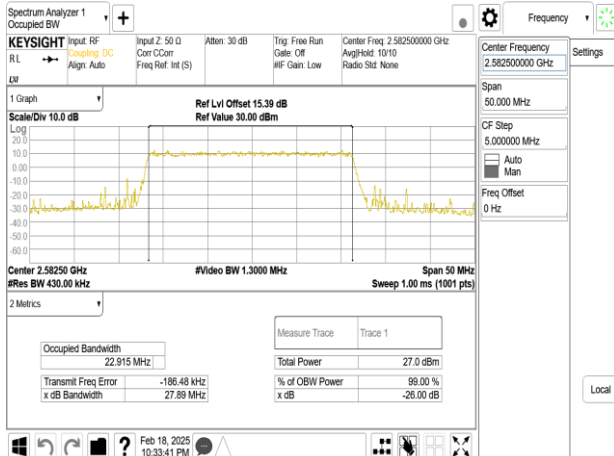 Spectrum Analyzer 1
Occupied BW
Frequency
KEYSIGHT
RL
LXI
Input: RF
Coupling: DC
Align: Auto
Input Z: 50 Ω
Corr CCorr
Freq Ref: Int (S)
Atten: 30 dB
Trig: Free Run
Gate: Off
#IF Gain: Low
Center Freq: 2.582500000 GHz
Avg|Hold: 10/10
Radio Std: None
Center Frequency
2.582500000 GHz
Settings
Span
50.000 MHz
CF Step
5.000000 MHz
Auto
Man
Freq Offset
0 Hz
Local
1 Graph
Scale/Div 10.0 dB
Ref Lvl Offset 15.39 dB
Ref Value 30.00 dBm
Log
20.0
10.0
0.00
-10.0
-20.0
-30.0
-40.0
-50.0
-60.0
Center 2.58250 GHz
#Res BW 430.00 kHz
#Video BW 1.3000 MHz
Span 50 MHz
Sweep 1.00 ms (1001 pts)
2 Metrics
Measure Trace Trace 1
Occupied Bandwidth
22.915 MHz
Total Power 27.0 dBm
Transmit Freq Error -186.48 kHz
% of OBW Power 99.00 %
x dB Bandwidth 27.89 MHz
x dB -26.00 dB
?
Feb 18, 2025
10:33:41 PM